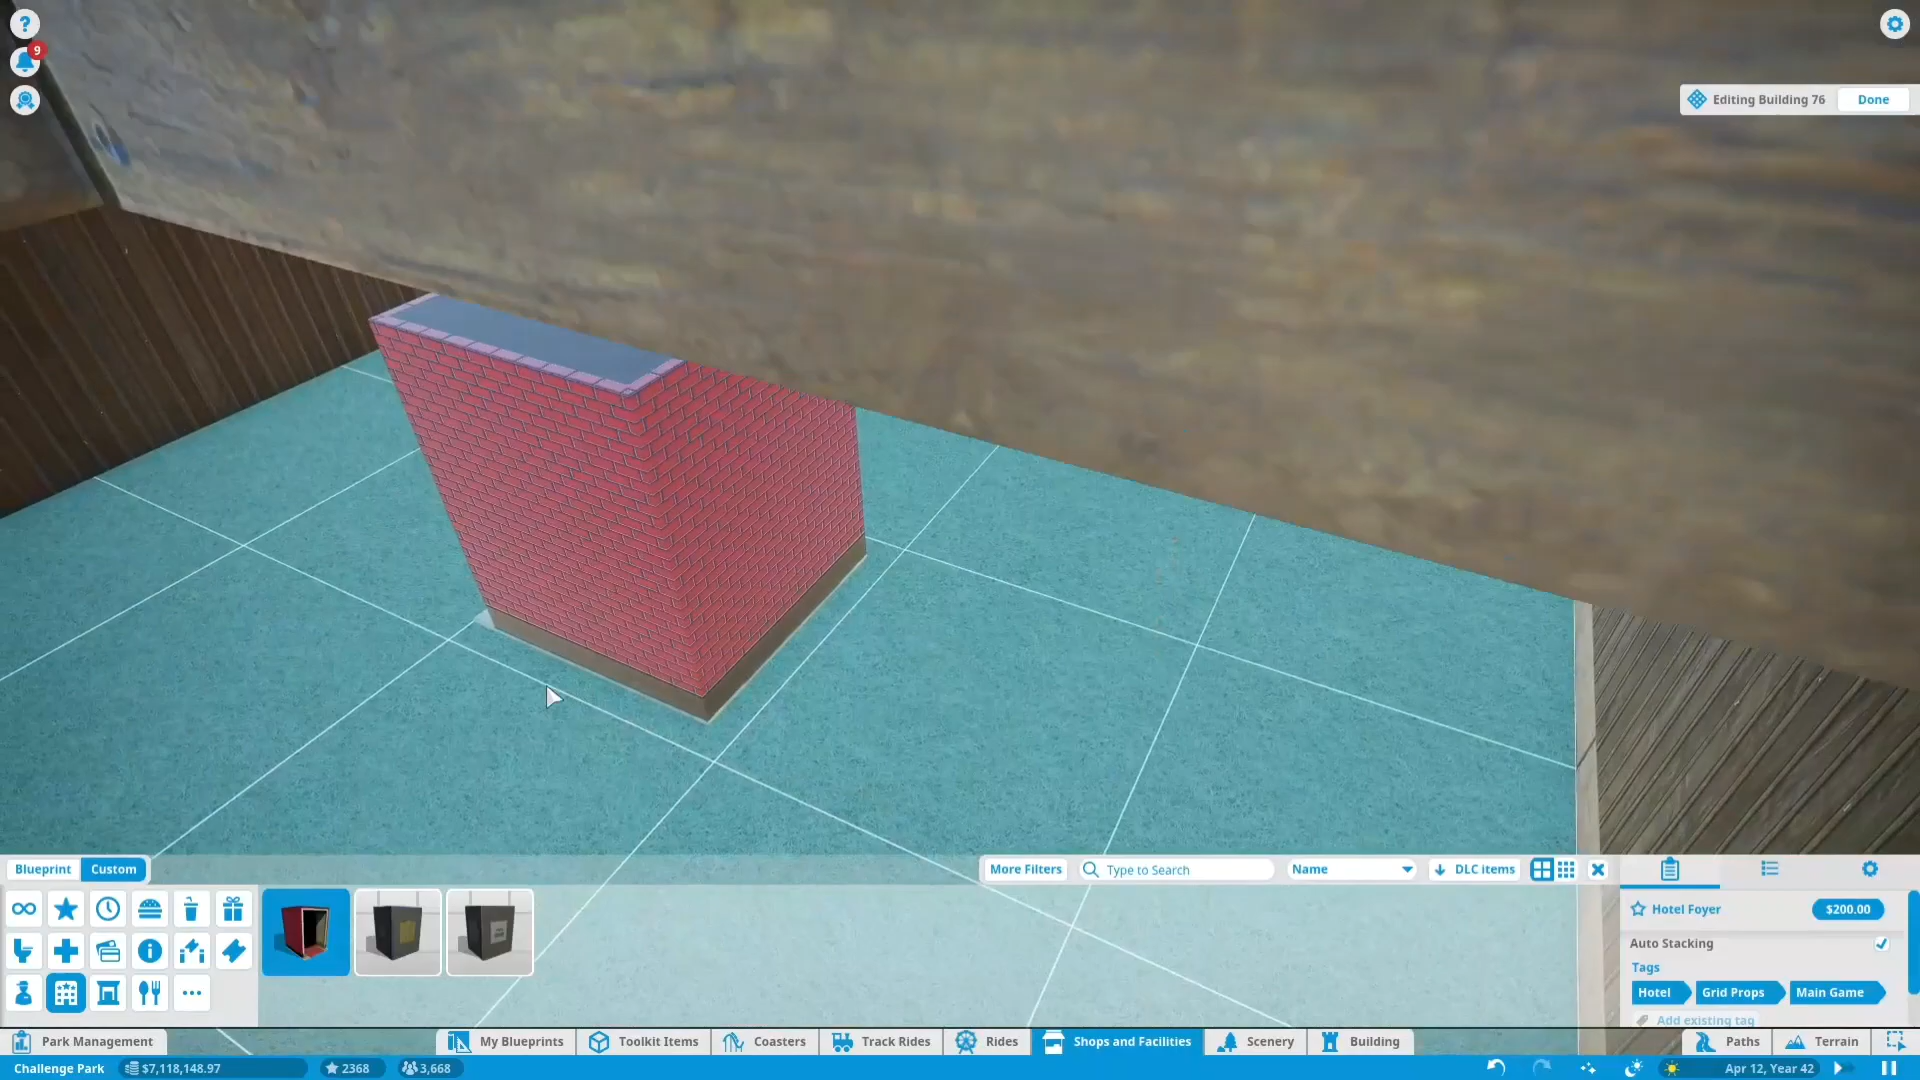 ?
9
Editing Building 76 Done
Blueprint Custom
More Filters Type to Search Name DLC items
Hotel Foyer $200.00
Auto Stacking
Tags
Hotel Grid Props Main Game
Add existing tag
Park Management My Blueprints Toolkit Items Coasters Track Rides Rides Shops and Facilities Scenery Building Paths Terrain
Challenge Park $7,118,148.97 2368 3,668 Apr 12, Year 42